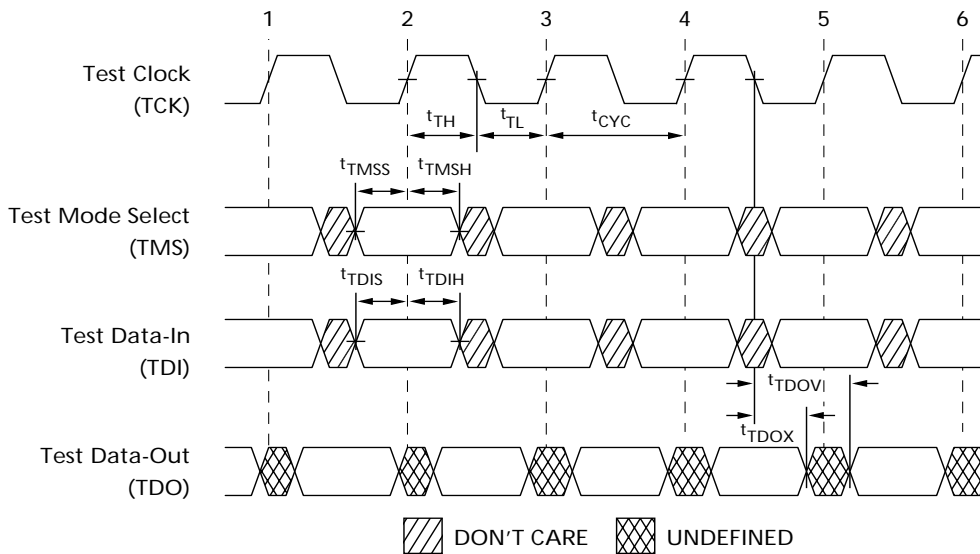 1 2 3 4 5 6
Test Clock
(TCK)
tTH tTL tCYC
tTMSS tTMSH
Test Mode Select
(TMS)
tTDIS tTDIH
Test Data-In
(TDI)
tTDOV
tTDOX
Test Data-Out
(TDO)
DON'T CARE UNDEFINED